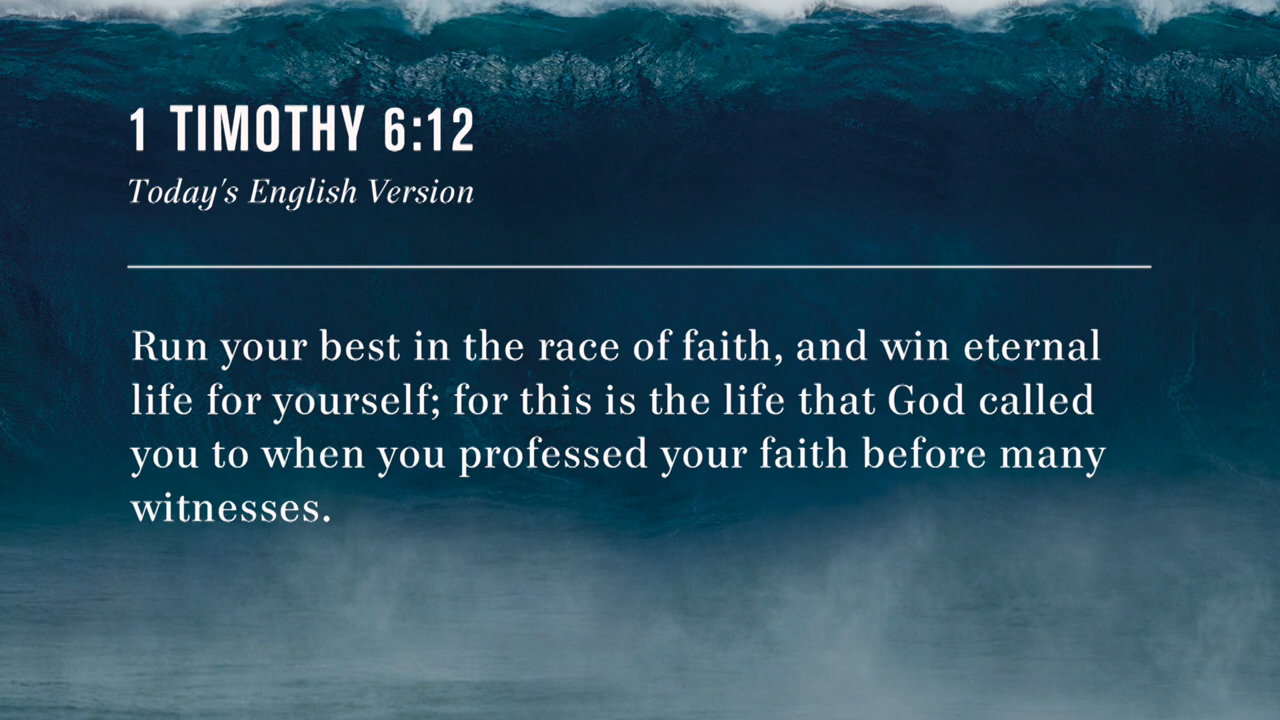 1 TIMOTHY 6:12
Today's English Version
Run your best in the race of faith, and win eternal
life for yourself; for this is the life that God called
you to when you professed your faith before many
witnesses.